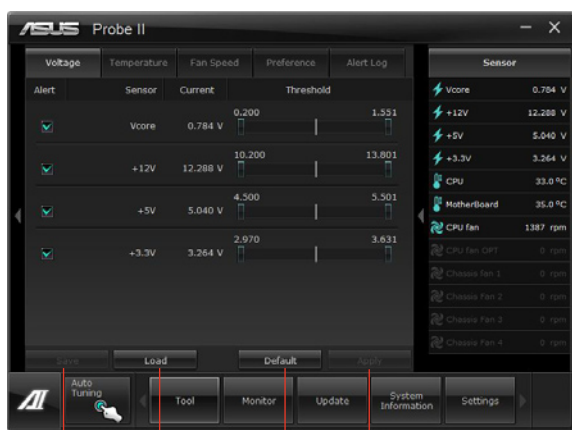 ASUS Probe II
Voltage Temperature Fan Speed Preference Alert Log
Alert Sensor Current Threshold
Vcore 0.784 V 0.200 1.551
+12V 12.288 V 10.200 13.801
+5V 5.040 V 4.500 5.501
+3.3V 3.264 V 2.970 3.631
Save Load Default Apply
Sensor
Vcore 0.784 V
+12V 12.288 V
+5V 5.040 V
+3.3V 3.264 V
CPU 33.0 ºC
MotherBoard 35.0 ºC
CPU fan 1387 rpm
CPU fan OPT 0 rpm
Chassis fan 1 0 rpm
Chassis Fan 2 0 rpm
Chassis Fan 3 0 rpm
Chassis Fan 4 0 rpm
AI
Auto
Tuning
Tool Monitor Update System
Information Settings